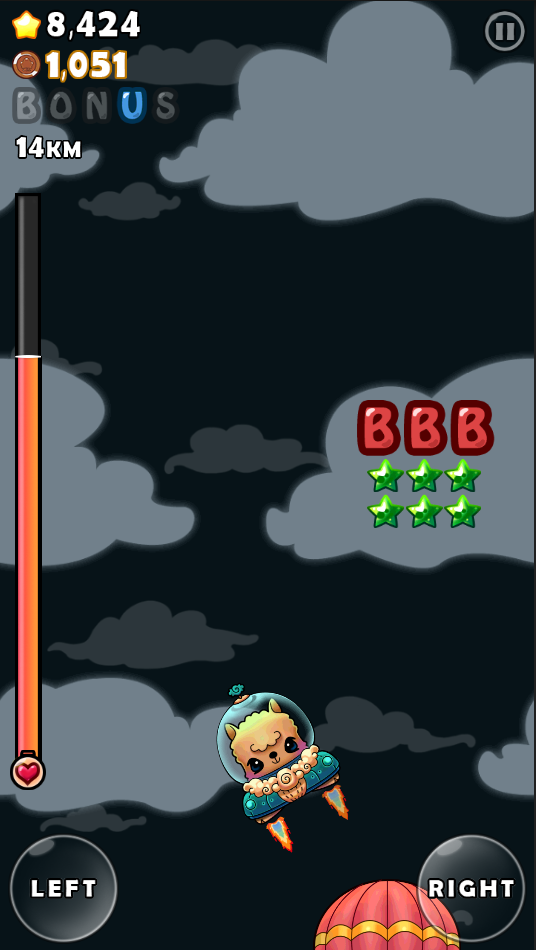 8,424
1,051
BONUS
14KM
BBB
LEFT
RIGHT